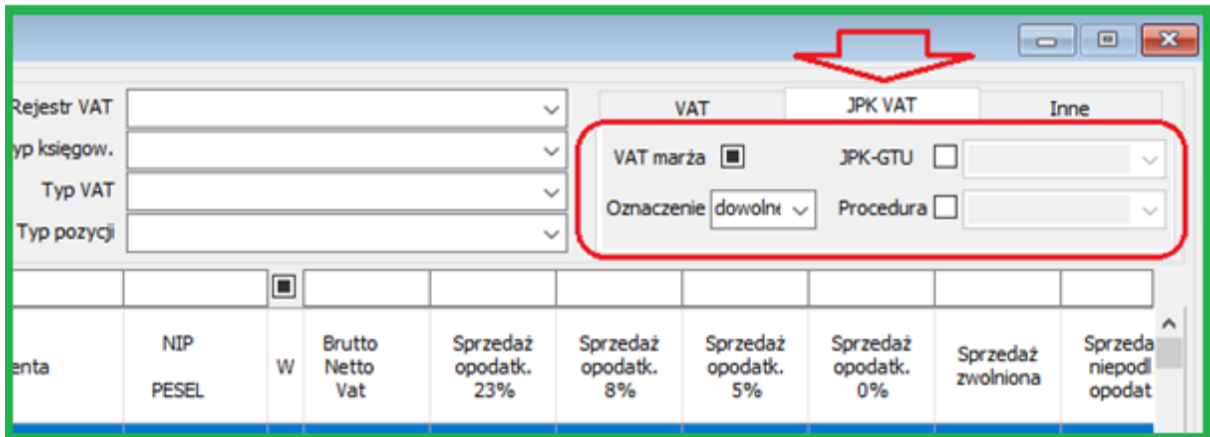 Rejestr VAT
VAT JPK VAT Inne
yp księgow.
VAT marża JPK-GTU
Typ VAT
Oznaczenie dowolne Procedura
Typ pozycji
enta NIP PESEL W Brutto Netto Vat Sprzedaż opodatk. 23% Sprzedaż opodatk. 8% Sprzedaż opodatk. 5% Sprzedaż opodatk. 0% Sprzedaż zwolniona Sprzeda niepodl opodat